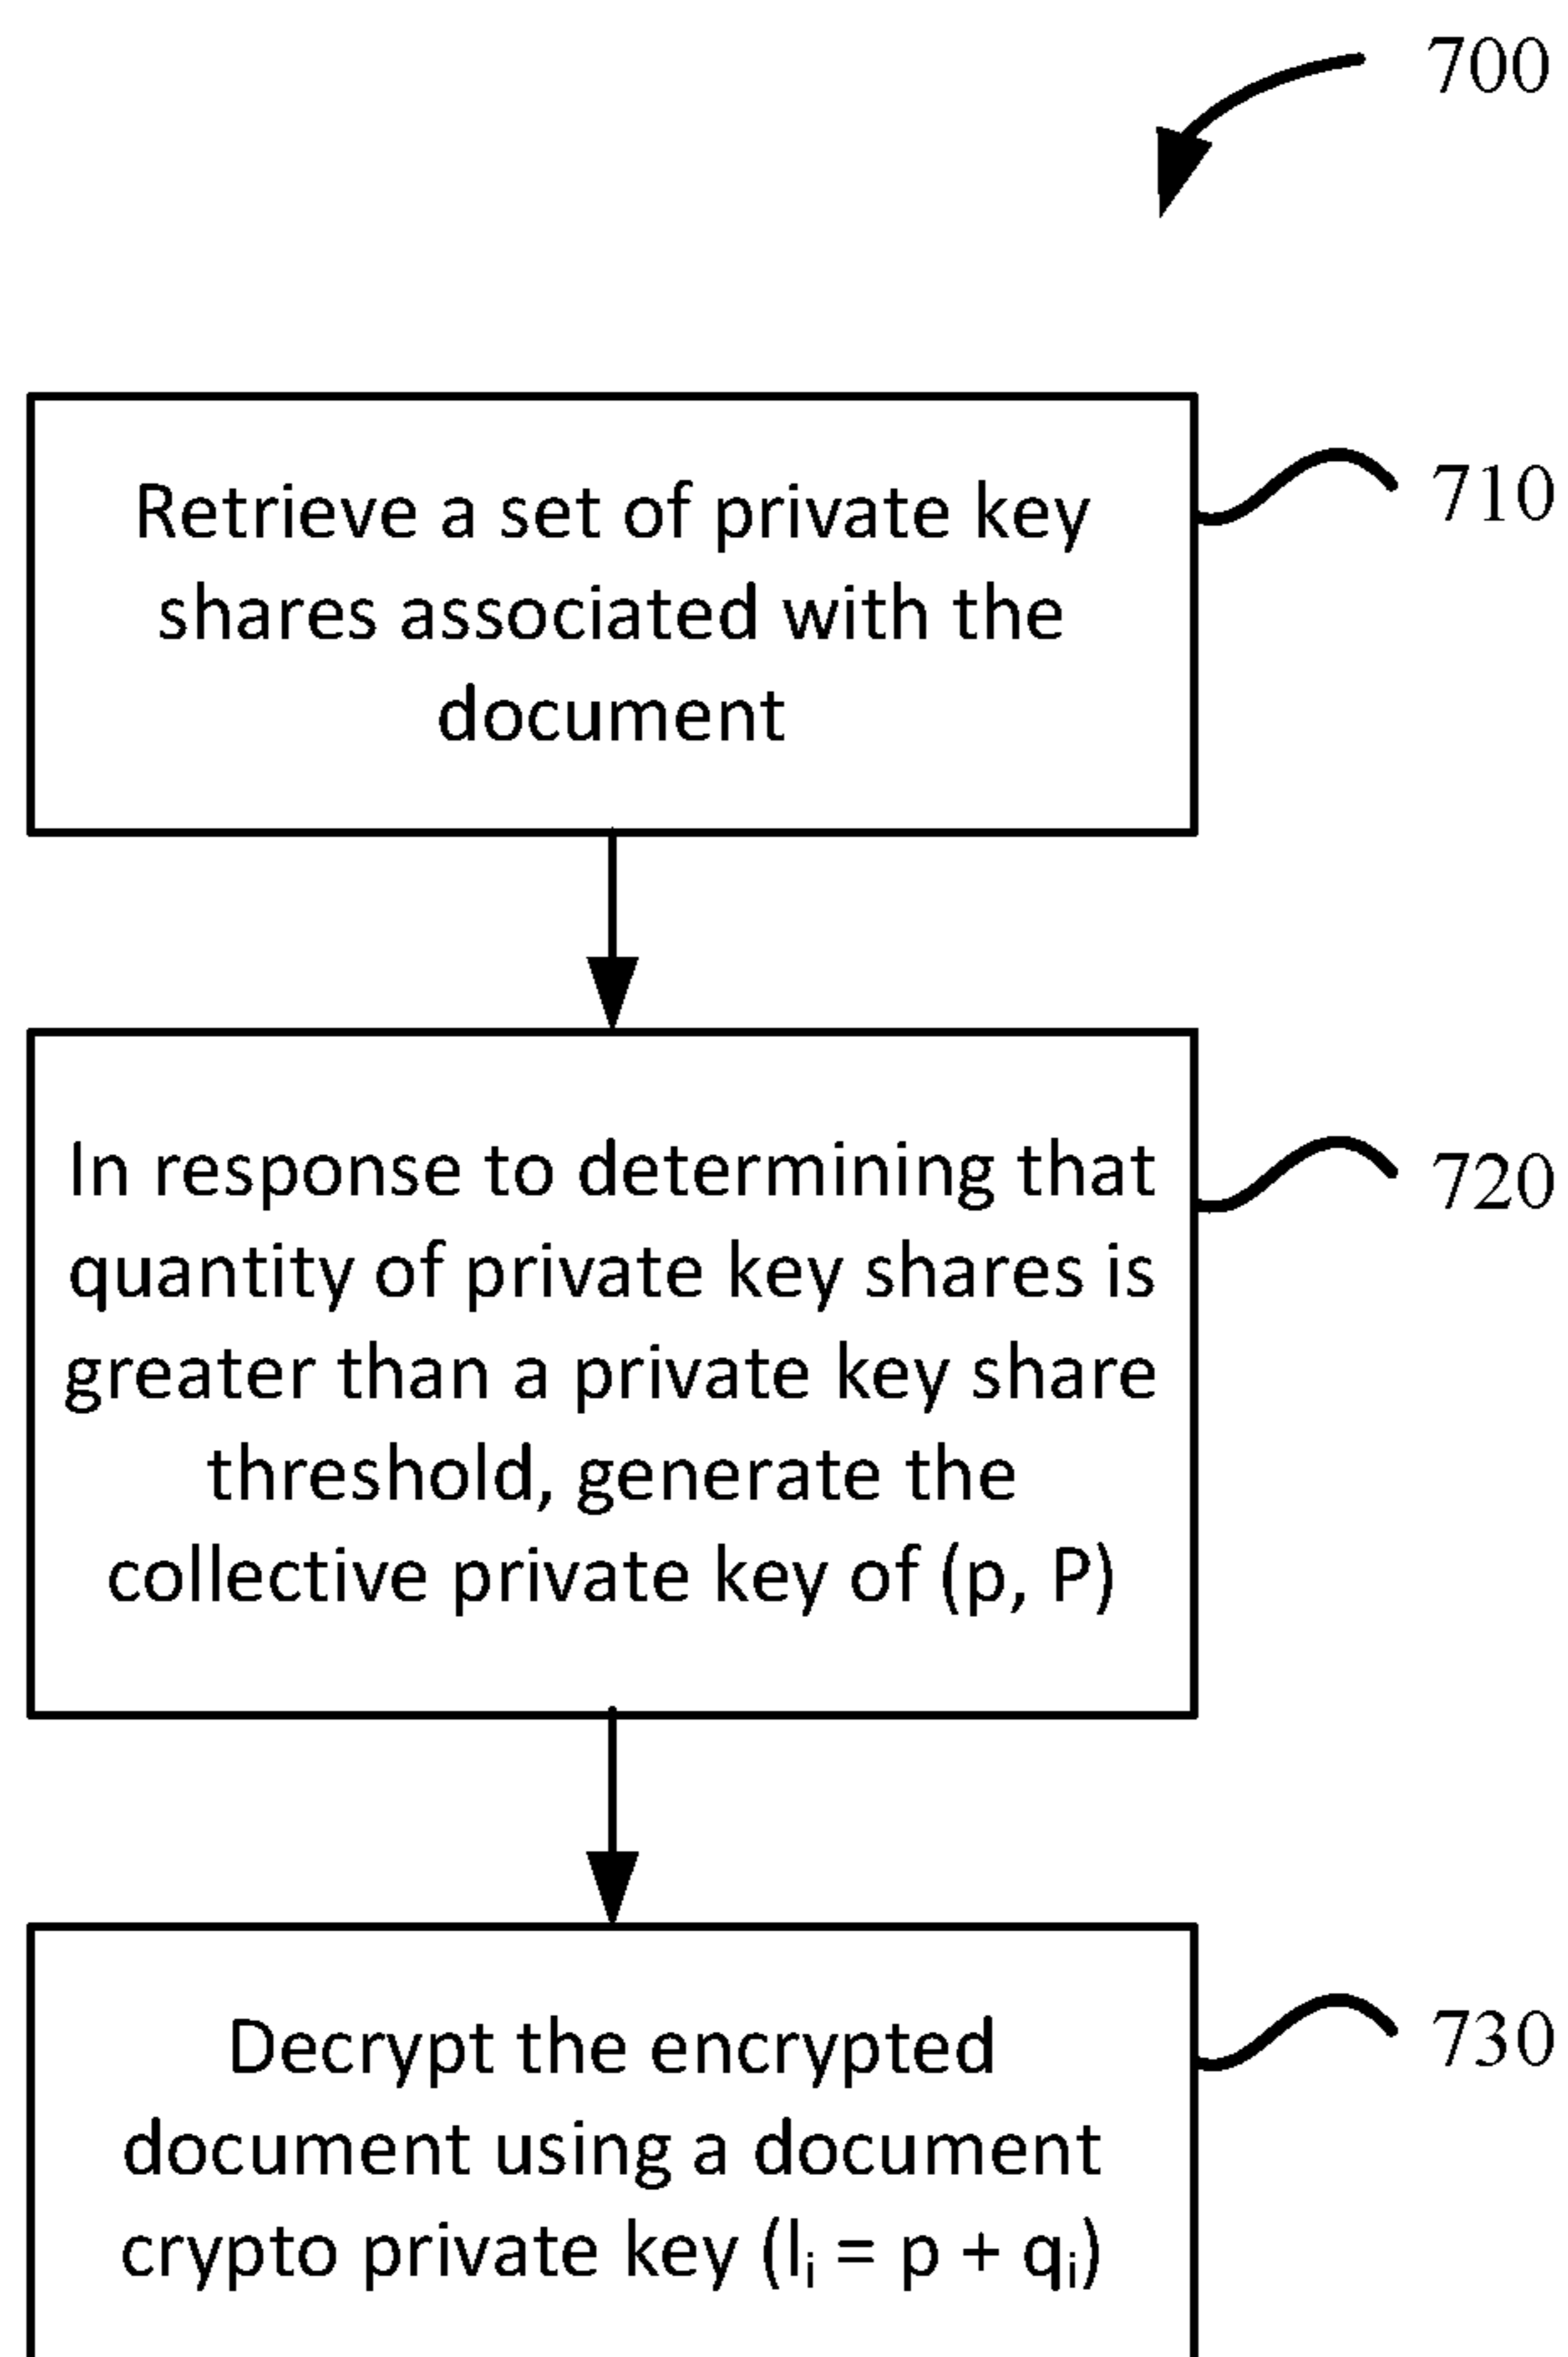 700
Retrieve a set of private key
shares associated with the
document
710
In response to determining that
quantity of private key shares is
greater than a private key share
threshold, generate the
collective private key of (p, P)
720
Decrypt the encrypted
document using a document
crypto private key (lᵢ = p + qᵢ)
730